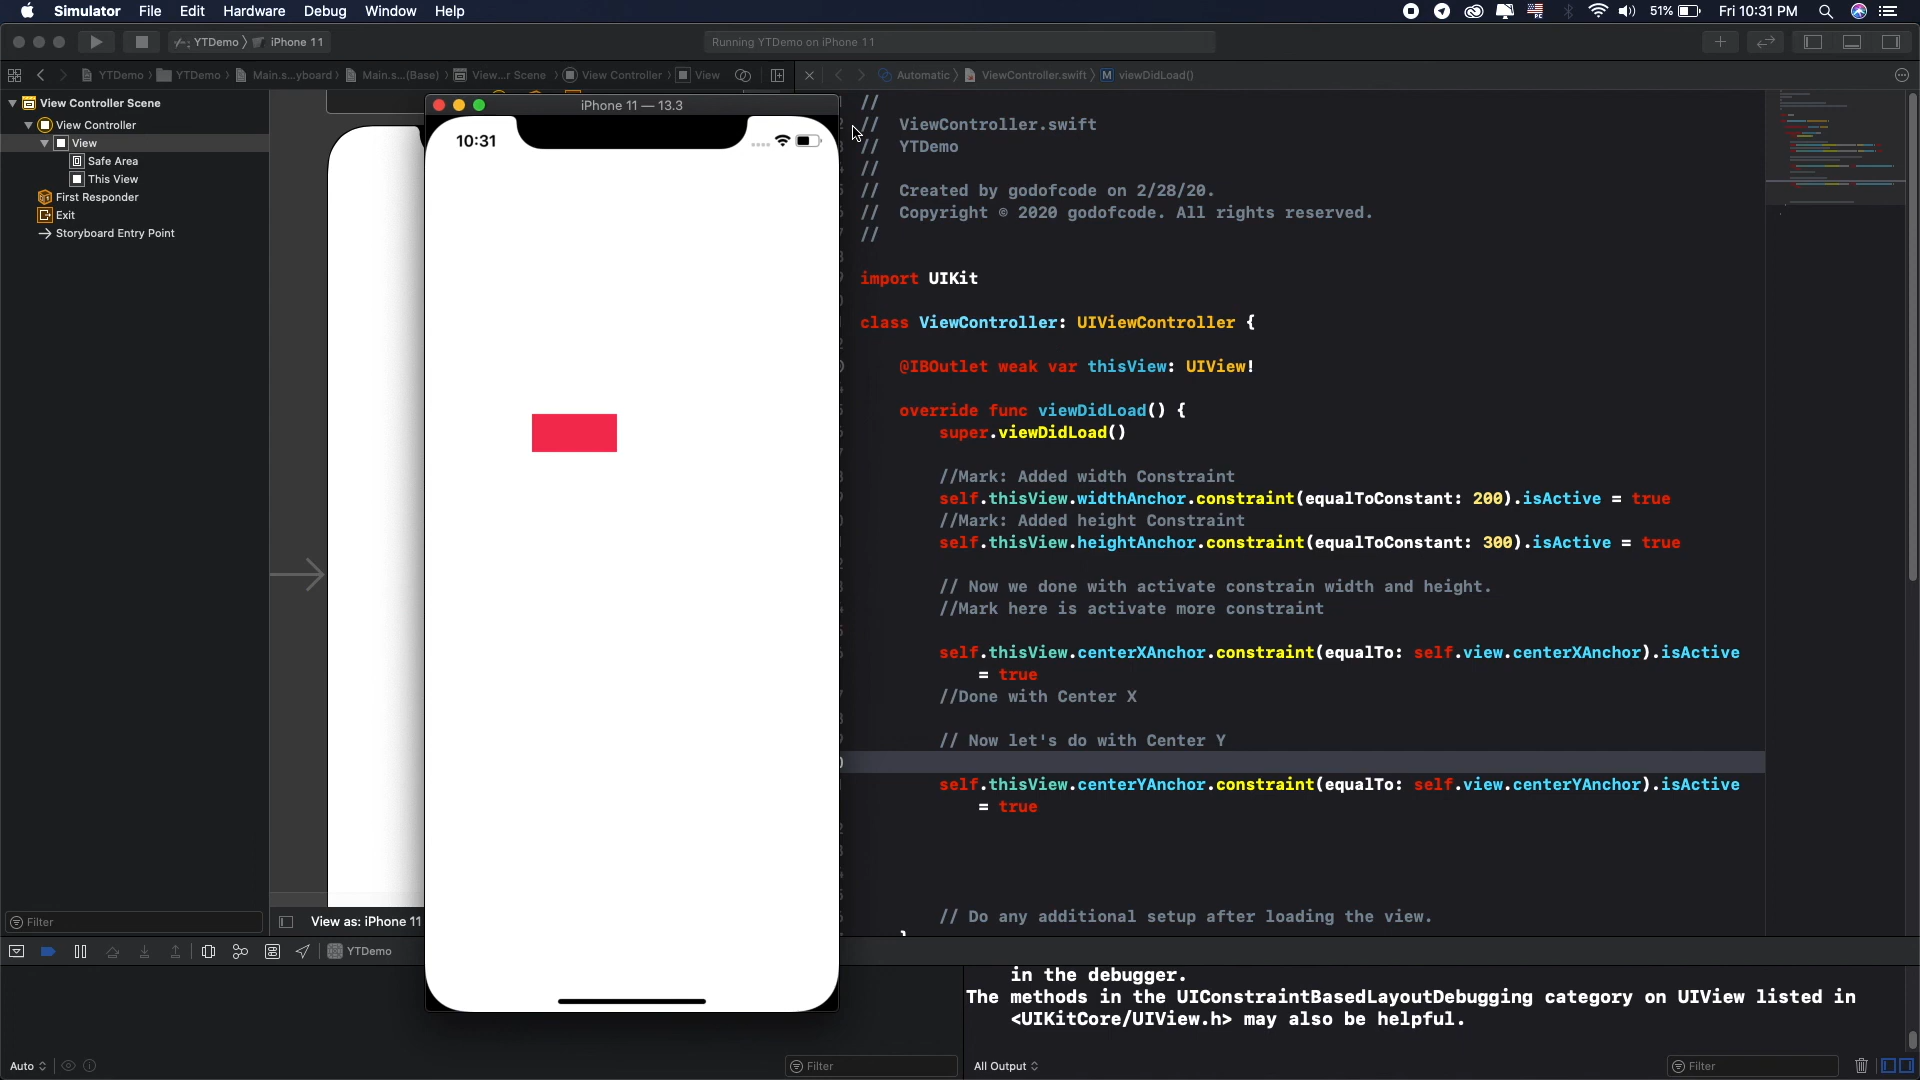 Simulator File Edit Hardware Debug Window Help
51% Fri 10:31 PM
YTDemo iPhone 11
Running YTDemo on iPhone 11
YTDemo YTDemo Main.s...yboard Main.s...(Base) View...r Scene View Controller View
Automatic ViewController.swift M viewDidLoad()
View Controller Scene
View Controller
View
Safe Area
This View
First Responder
Exit
Storyboard Entry Point
Filter
View as: iPhone 11
iPhone 11 — 13.3
10:31
//
// ViewController.swift
// YTDemo
//
// Created by godofcode on 2/28/20.
// Copyright © 2020 godofcode. All rights reserved.
//
import UIKit
class ViewController: UIViewController {
@IBOutlet weak var thisView: UIView!
override func viewDidLoad() {
super.viewDidLoad()
//Mark: Added width Constraint
self.thisView.widthAnchor.constraint(equalToConstant: 200).isActive = true
//Mark: Added height Constraint
self.thisView.heightAnchor.constraint(equalToConstant: 300).isActive = true
// Now we done with activate constrain width and height.
//Mark here is activate more constraint
self.thisView.centerXAnchor.constraint(equalTo: self.view.centerXAnchor).isActive
= true
//Done with Center X
// Now let's do with Center Y
self.thisView.centerYAnchor.constraint(equalTo: self.view.centerYAnchor).isActive
= true
// Do any additional setup after loading the view.
}
YTDemo
in the debugger.
The methods in the UIConstraintBasedLayoutDebugging category on UIView listed in
<UIKitCore/UIView.h> may also be helpful.
Auto
Filter
All Output
Filter